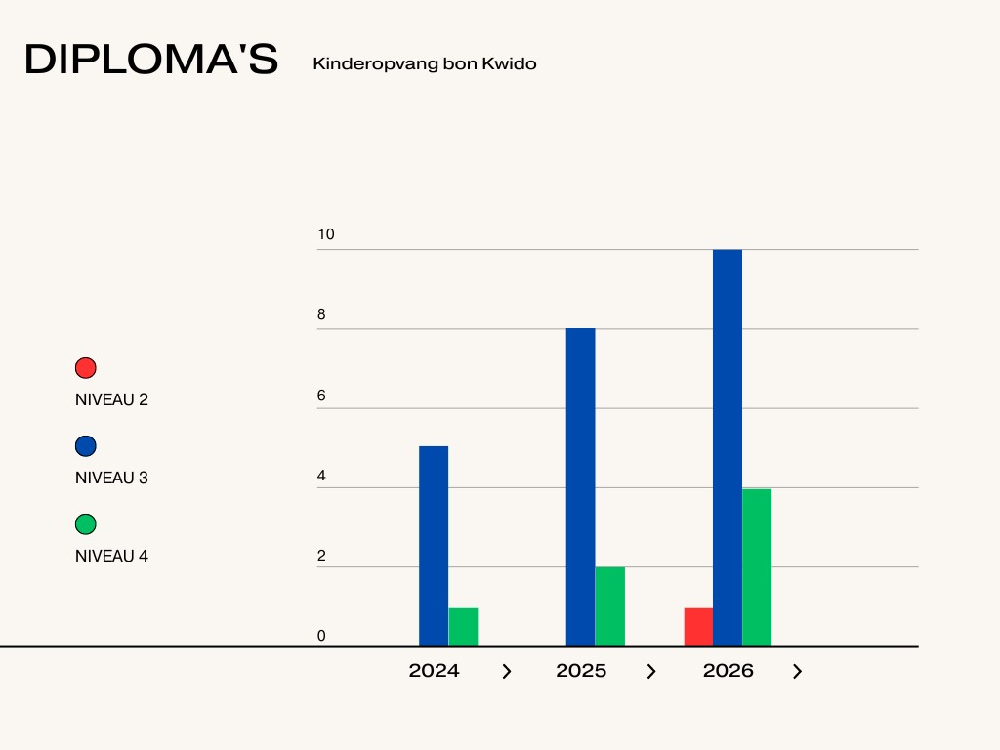 DIPLOMA'S
Kinderopvang bon Kwido
10
8
6
4
2
0
NIVEAU 2
NIVEAU 3
NIVEAU 4
2024 > 2025 > 2026 >